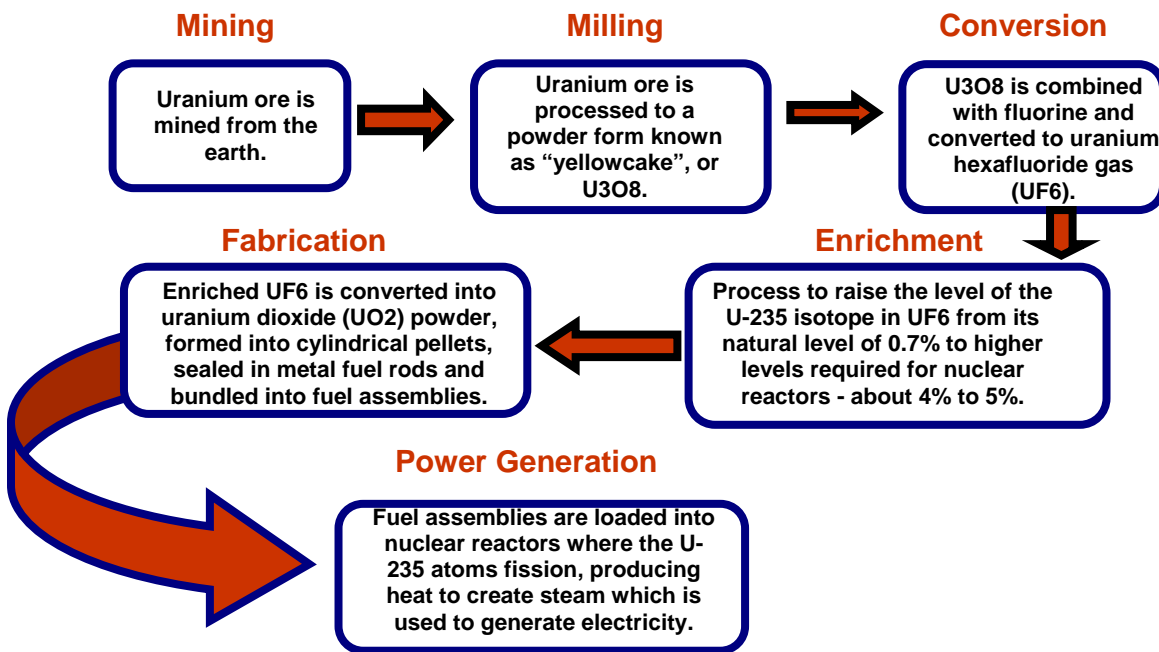 Mining
Uranium ore is
mined from the
earth.
Milling
Uranium ore is
processed to a
powder form known
as “yellowcake”, or
U3O8.
Conversion
U3O8 is combined
with fluorine and
converted to uranium
hexafluoride gas
(UF6).
Enrichment
Process to raise the level of the
U-235 isotope in UF6 from its
natural level of 0.7% to higher
levels required for nuclear
reactors - about 4% to 5%.
Fabrication
Enriched UF6 is converted into
uranium dioxide (UO2) powder,
formed into cylindrical pellets,
sealed in metal fuel rods and
bundled into fuel assemblies.
Power Generation
Fuel assemblies are loaded into
nuclear reactors where the U-
235 atoms fission, producing
heat to create steam which is
used to generate electricity.